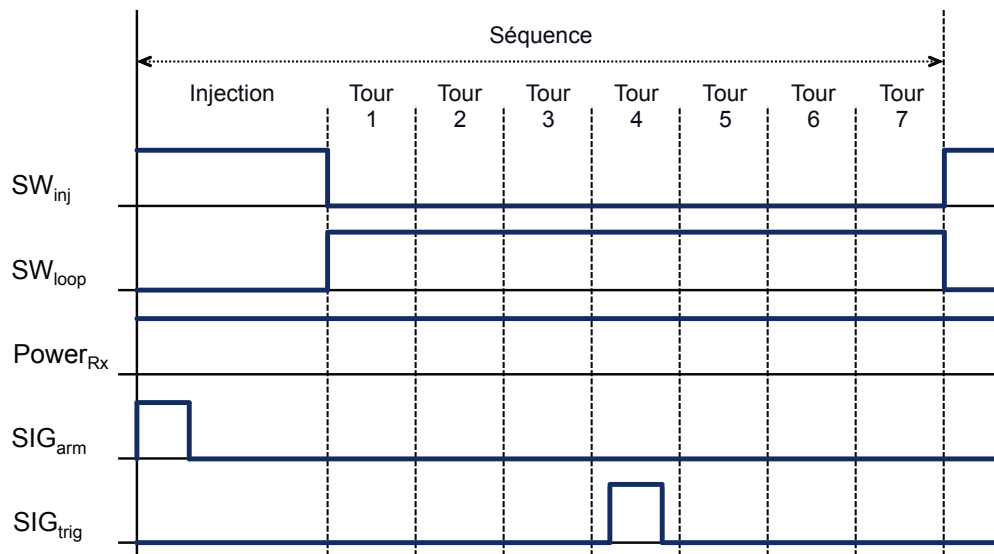 Séquence
Injection
Tour 1
Tour 2
Tour 3
Tour 4
Tour 5
Tour 6
Tour 7
SWinj
SWloop
PowerRx
SIGarm
SIGtrig